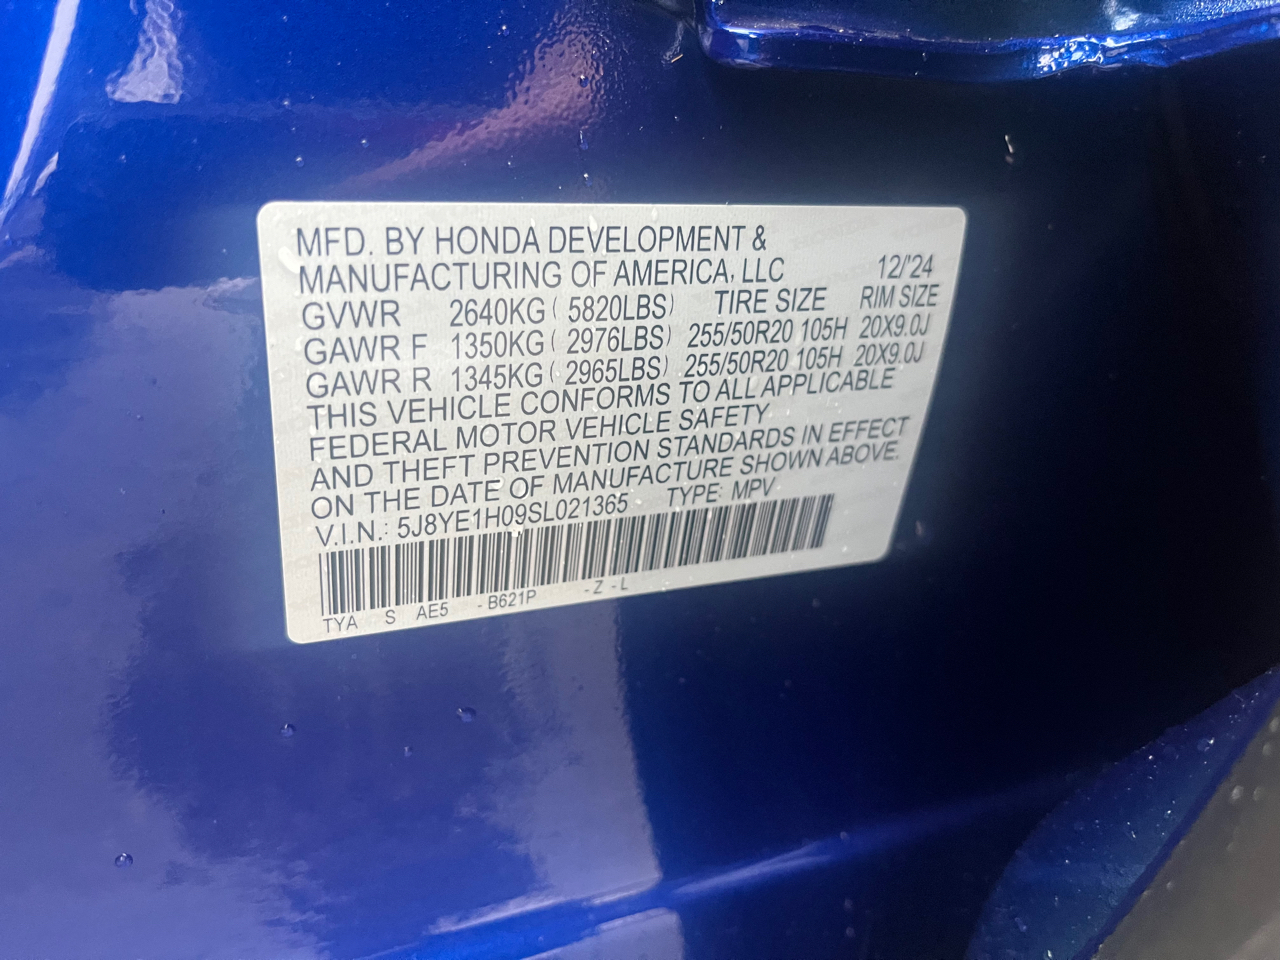 MFD. BY HONDA DEVELOPMENT &
MANUFACTURING OF AMERICA, LLC 12/'24
GVWR 2640KG ( 5820LBS) TIRE SIZE RIM SIZE
GAWR F 1350KG ( 2976LBS) 255/50R20 105H 20X9.0J
GAWR R 1345KG ( 2965LBS) 255/50R20 105H 20X9.0J
THIS VEHICLE CONFORMS TO ALL APPLICABLE
FEDERAL MOTOR VEHICLE SAFETY
AND THEFT PREVENTION STANDARDS IN EFFECT
ON THE DATE OF MANUFACTURE SHOWN ABOVE.
V.I.N.: 5J8YE1H09SL021365 TYPE: MPV
TYA S AE5 - B621P - Z - L